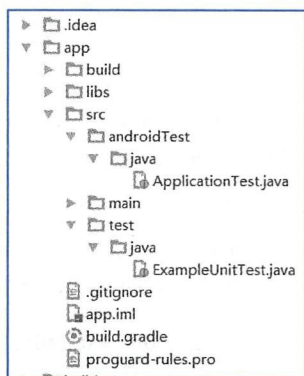 .idea
app
build
libs
src
androidTest
java
ApplicationTest.java
main
test
java
ExampleUnitTest.java
.gitignore
app.iml
build.gradle
proguard-rules.pro